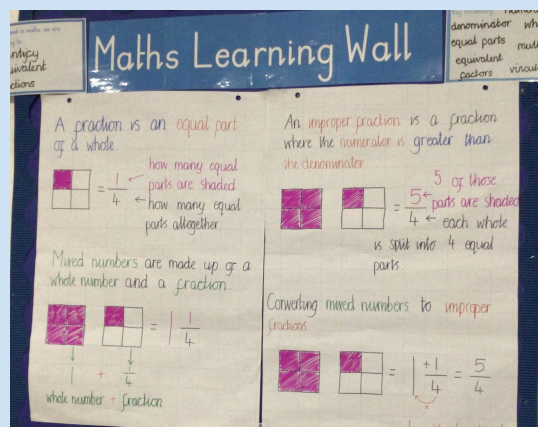 Maths Learning Wall
denominator
equal parts
equivalent
factors
A fraction is an equal part
of a whole.
how many equal
parts are shaded
= 1/4
how many equal
parts altogether
Mixed numbers are made up of a
whole number and a fraction.
= 1 1/4
1 + 1/4
whole number + fraction
An improper fraction is a fraction
where the numerator is greater than
the denominator
5 of those
parts are shaded
= 5/4
each whole
is split into 4 equal
parts
Converting mixed numbers to improper
fractions
= 1 +1/4 = 5/4
x